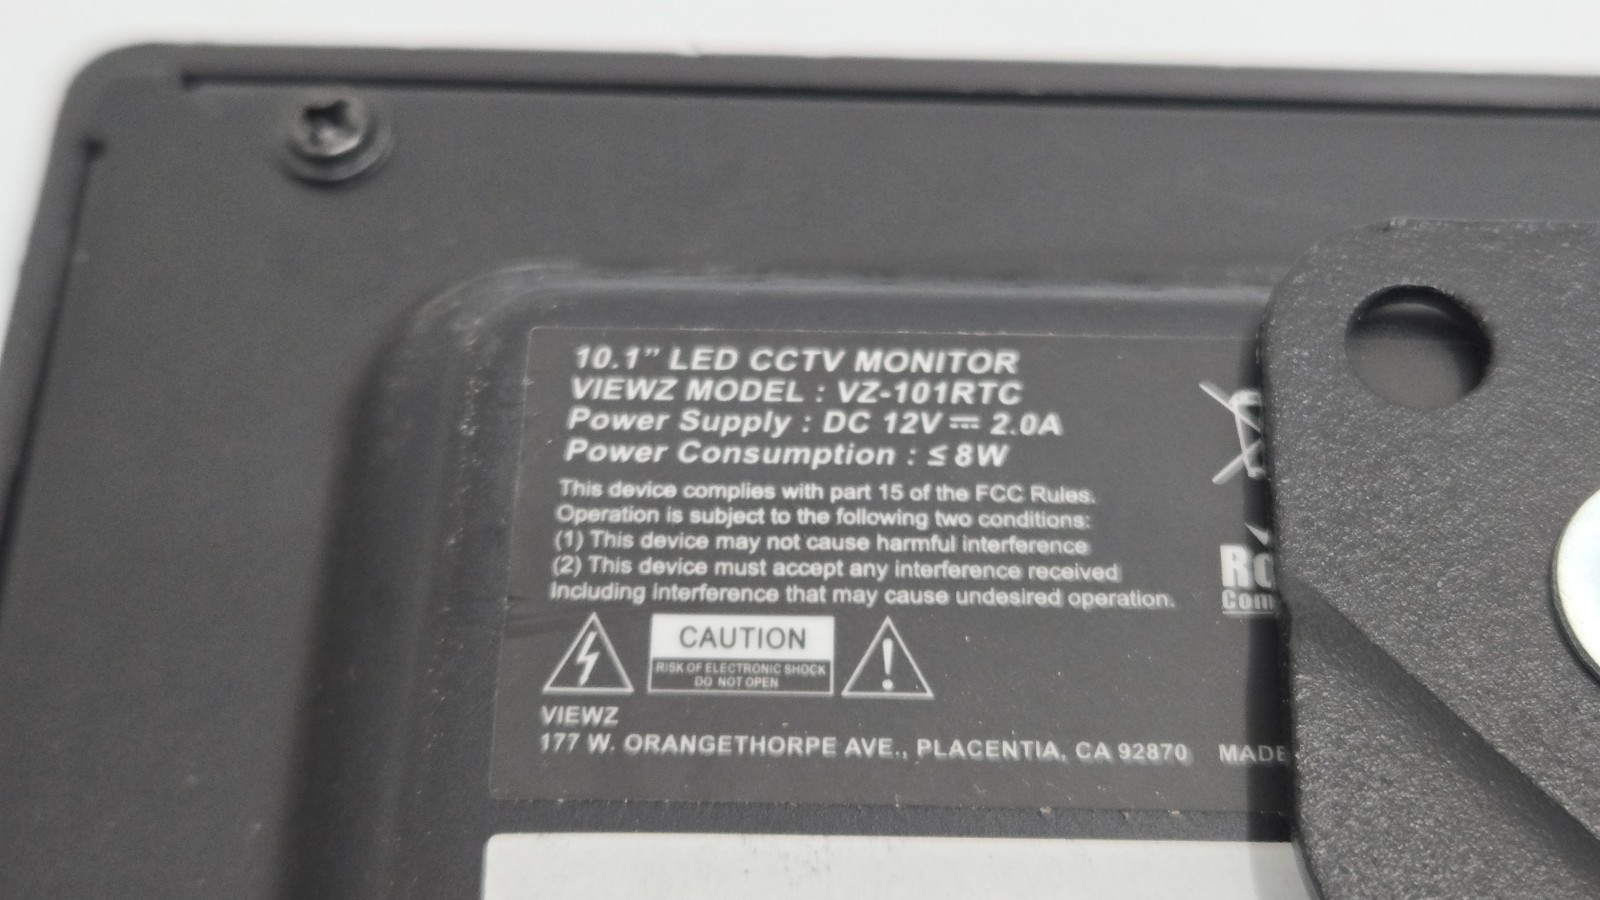 10.1” LED CCTV MONITOR
VIEWZ MODEL : VZ-101RTC
Power Supply : DC 12V ⎓ 2.0A
Power Consumption : ≤ 8W
This device complies with part 15 of the FCC Rules.
Operation is subject to the following two conditions:
(1) This device may not cause harmful interference
(2) This device must accept any interference received
Including interference that may cause undesired operation.
CAUTION
RISK OF ELECTRONIC SHOCK
DO NOT OPEN
VIEWZ
177 W. ORANGETHORPE AVE., PLACENTIA, CA 92870 MADE